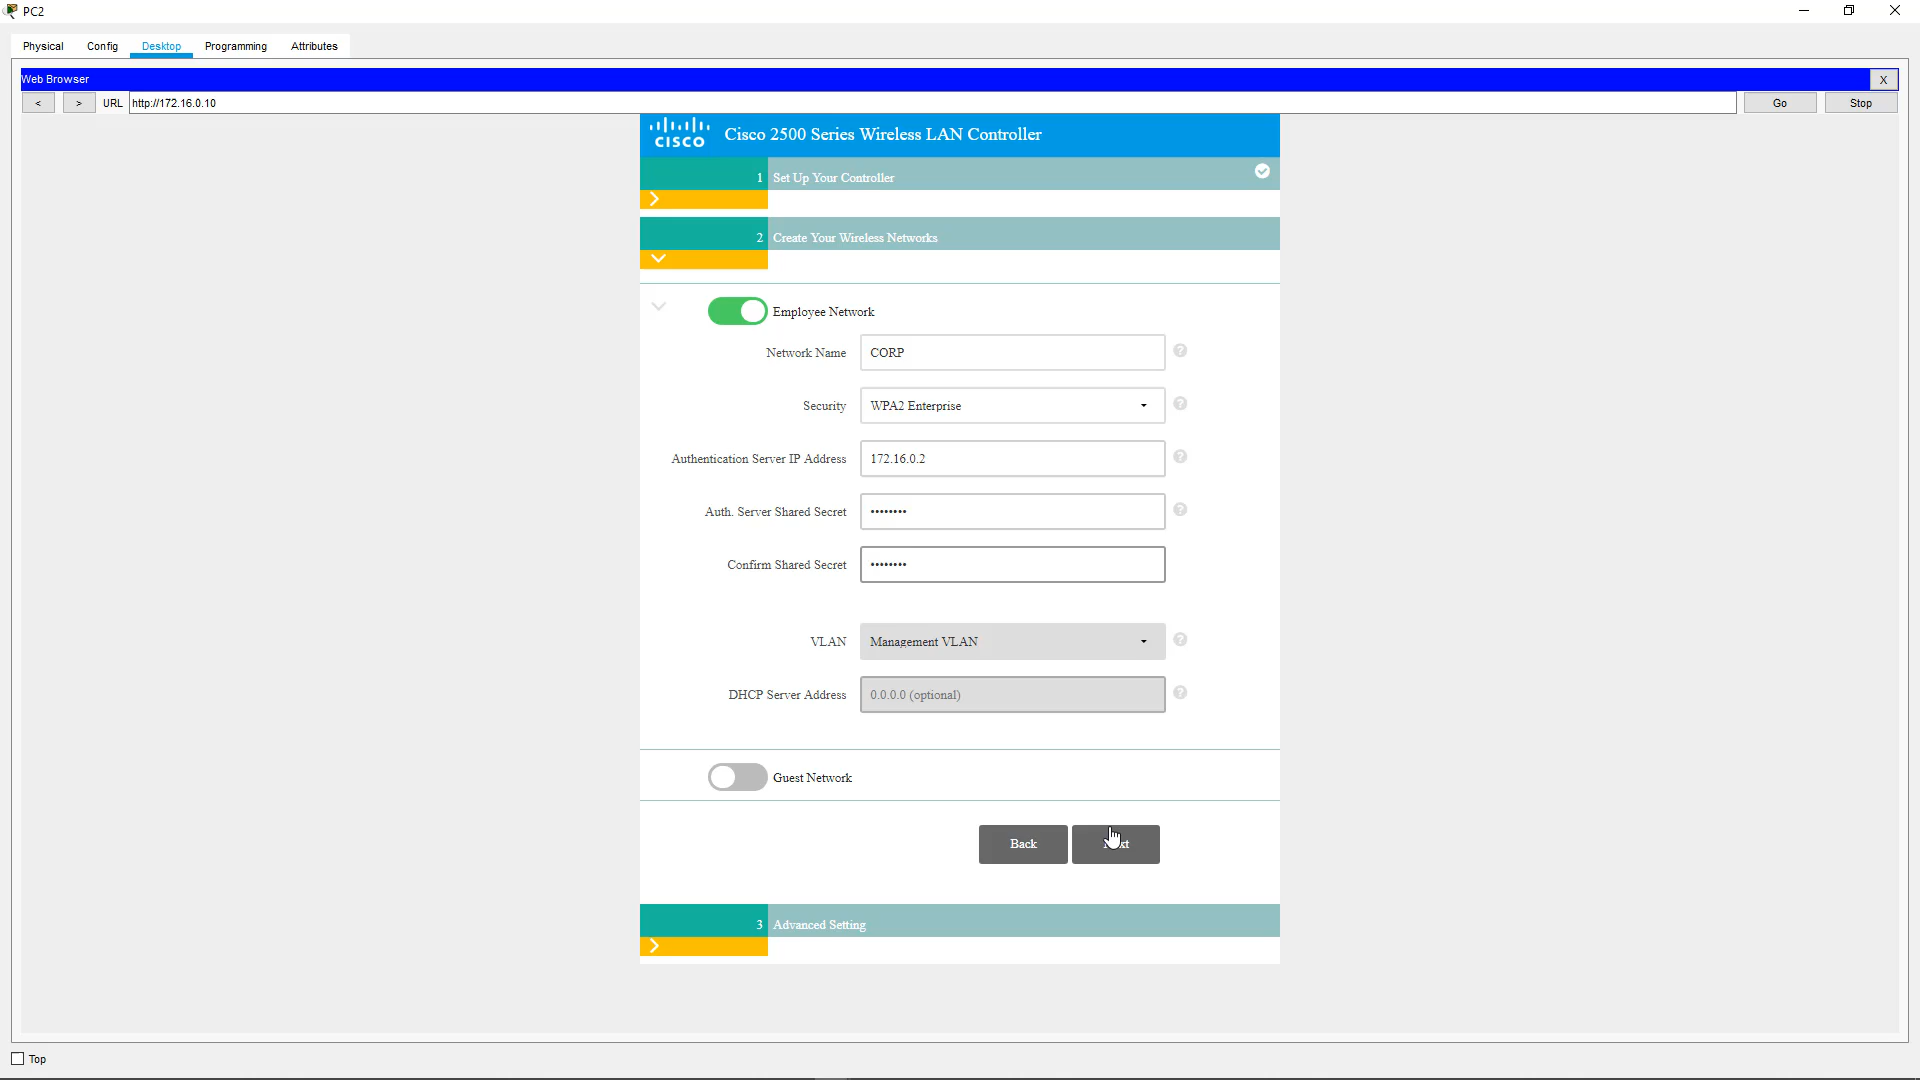 PC2
Physical Config Desktop Programming Attributes
Web Browser X
< > URL http://172.16.0.10 Go Stop
CISCO Cisco 2500 Series Wireless LAN Controller
1 Set Up Your Controller
2 Create Your Wireless Networks
Employee Network
Network Name CORP ?
Security WPA2 Enterprise ?
Authentication Server IP Address 172.16.0.2 ?
Auth. Server Shared Secret •••••••• ?
Confirm Shared Secret ••••••••
VLAN Management VLAN ?
DHCP Server Address 0.0.0.0 (optional) ?
Guest Network
Back
3 Advanced Setting
Top